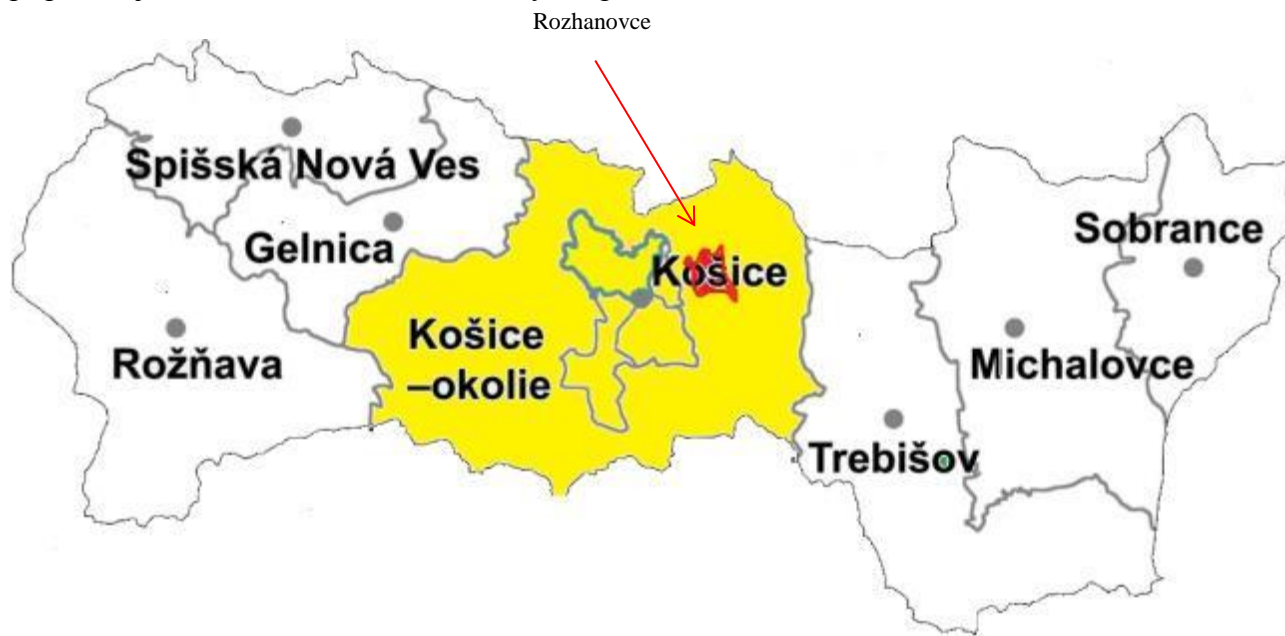 Rozhanovce
Spišská Nová Ves
Gelnica
Košice
Sobrance
Rožňava
Košice
–okolie
Michalovce
Trebišov